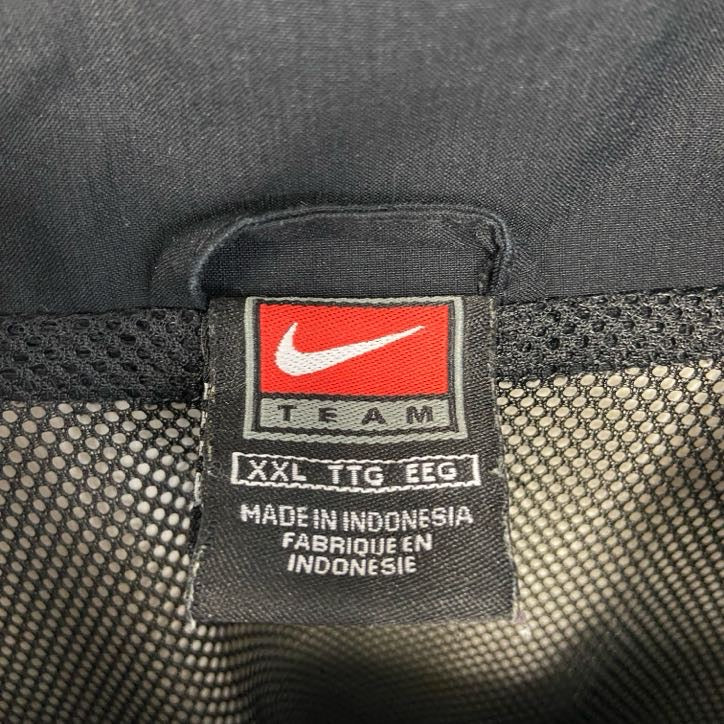 TEAM
XXL TTG EEG
MADE IN INDONESIA
FABRIQUE EN
INDONESIE